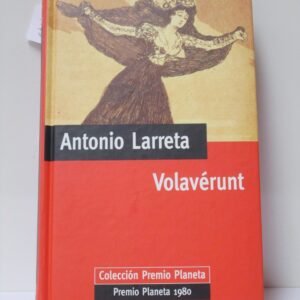 Antonio Larreta
Volavérunt
Colección Premio Planeta
Premio Planeta 1980